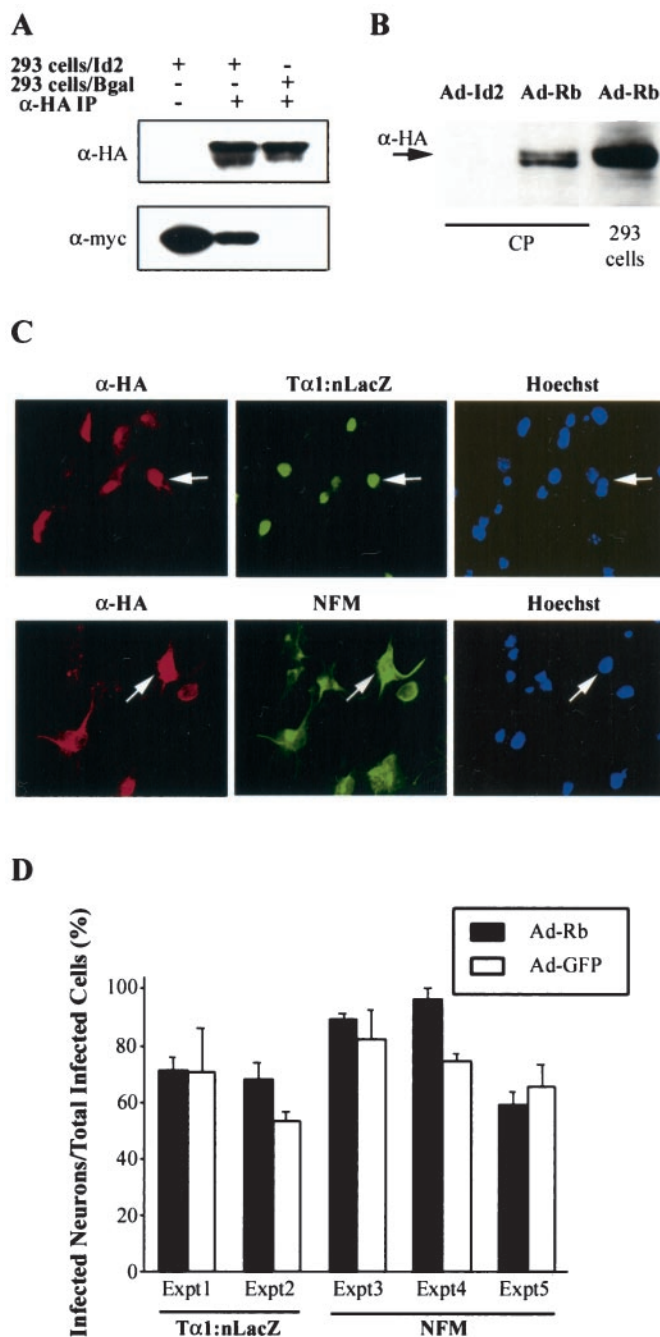 A
293 cells/Id2 + + -
293 cells/Bgal - - +
α-HA IP - + +
α-HA
α-myc
B
Ad-Id2 Ad-Rb Ad-Rb
α-HA
CP
293
cells
C
α-HA Tα1:nLacZ Hoechst
α-HA NFM Hoechst
D
Ad-Rb
Ad-GFP
Infected Neurons/Total Infected Cells (%)
100
80
60
40
20
0
Expt1 Expt2 Expt3 Expt4 Expt5
Tα1:nLacZ NFM